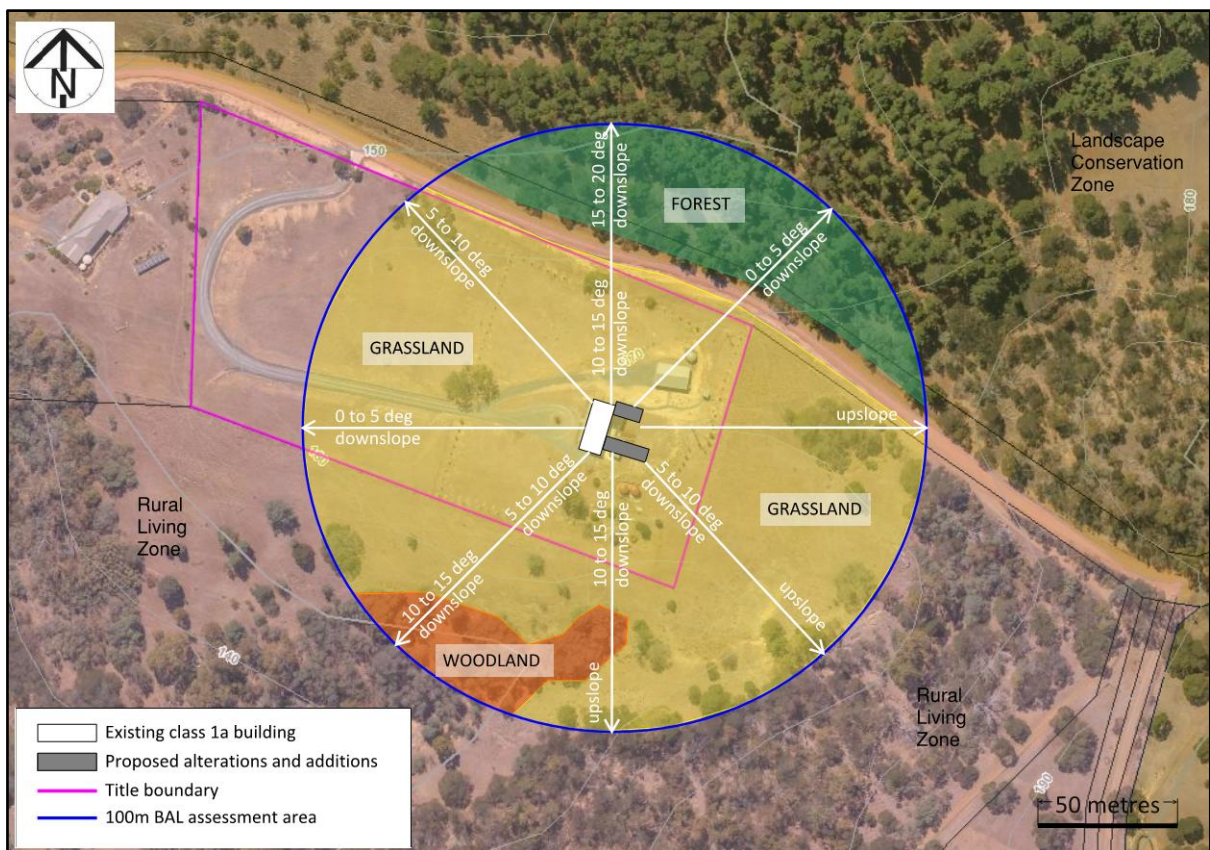 N
150
15 to 20 deg
downslope
Landscape
Conservation
Zone
180
FOREST
5 to 10 deg
downslope
0 to 5 deg
downslope
10 to 15 deg
downslope
170
GRASSLAND
0 to 5 deg
downslope
upslope
5 to 10 deg
downslope
5 to 10 deg
downslope
10 to 15 deg
downslope
Rural
Living
Zone
GRASSLAND
10 to 15 deg
downslope
upslope
WOODLAND
140
upslope
Rural
Living
Zone
190
Existing class 1a building
Proposed alterations and additions
Title boundary
100m BAL assessment area
50 metres